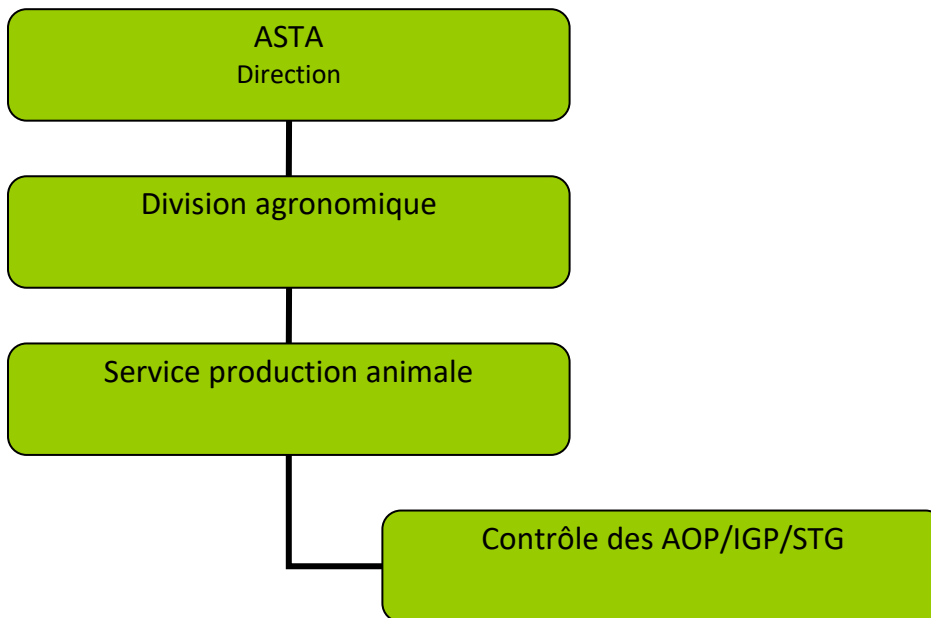 ASTA
Direction
Division agronomique
Service production animale
Contrôle des AOP/IGP/STG